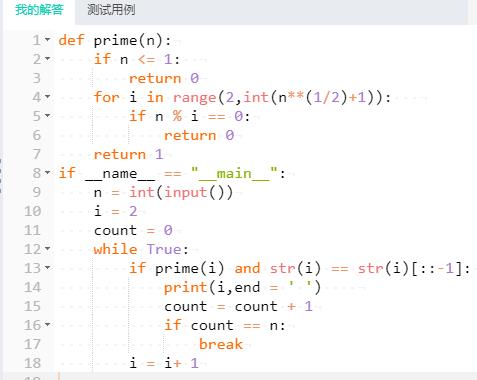 我的解答 测试用例
1 def prime(n):
2     if n <= 1:
3         return 0
4     for i in range(2,int(n**(1/2)+1)):
5         if n % i == 0:
6             return 0
7     return 1
8 if __name__ == "__main__":
9     n = int(input())
10     i = 2
11     count = 0
12     while True:
13         if prime(i) and str(i) == str(i)[::-1]:
14             print(i,end = ' ')
15             count = count + 1
16             if count == n:
17                 break
18         i = i+ 1